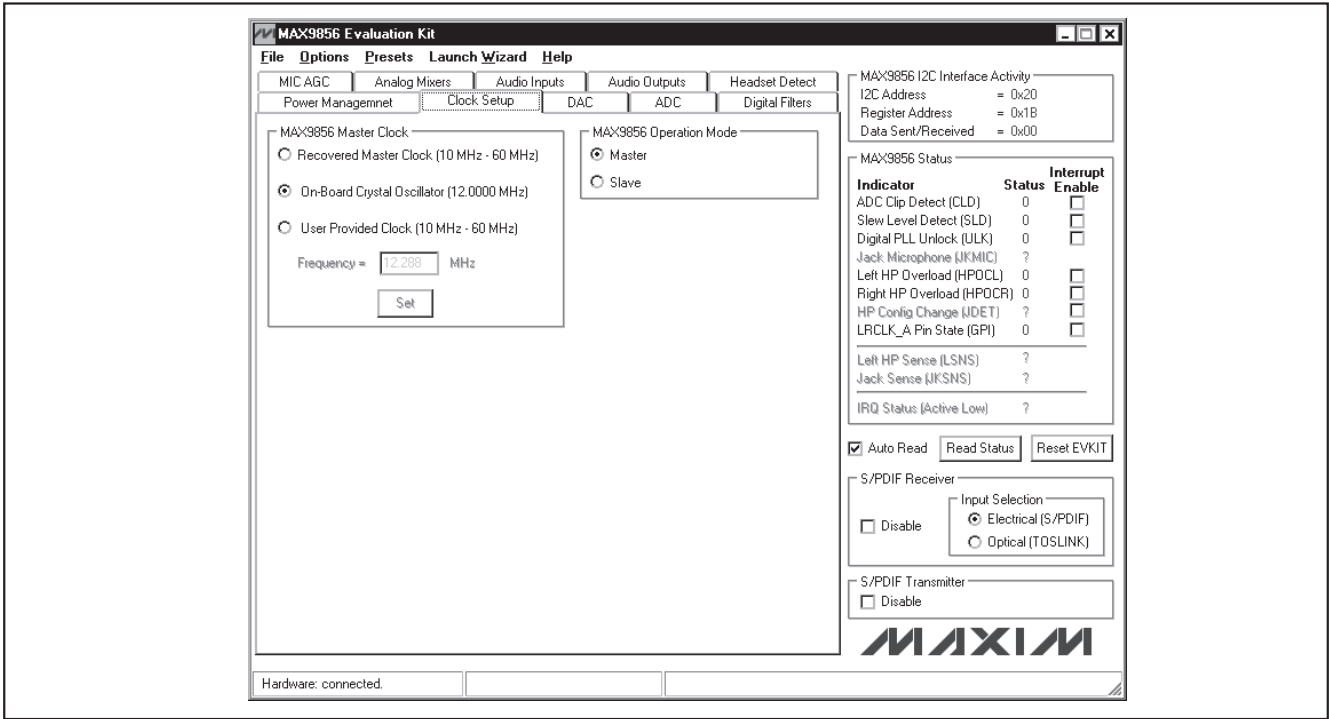 MAX9856 Evaluation Kit
File Options Presets Launch Wizard Help
MIC AGC Analog Mixers Audio Inputs Audio Outputs Headset Detect
Power Managemnet Clock Setup DAC ADC Digital Filters
MAX9856 Master Clock
Recovered Master Clock (10 MHz - 60 MHz)
On-Board Crystal Oscillator (12.0000 MHz)
User Provided Clock (10 MHz - 60 MHz)
Frequency = 12.288 MHz
Set
MAX9856 Operation Mode
Master
Slave
MAX9856 I2C Interface Activity
I2C Address = 0x20
Register Address = 0x1B
Data Sent/Received = 0x00
MAX9856 Status
Interrupt
Indicator Status Enable
ADC Clip Detect (CLD) 0
Slew Level Detect (SLD) 0
Digital PLL Unlock (ULK) 0
Jack Microphone (JKMIC) ?
Left HP Overload (HPOCL) 0
Right HP Overload (HPOCR) 0
HP Config Change (JDET) ?
LRCLK_A Pin State (GPI) 0
Left HP Sense (LSNS) ?
Jack Sense (JKSNS) ?
IRQ Status (Active Low) ?
Auto Read Read Status Reset EVKIT
S/PDIF Receiver
Input Selection
Disable
Electrical (S/PDIF)
Optical (TOSLINK)
S/PDIF Transmitter
Disable
MAXIM
Hardware: connected.